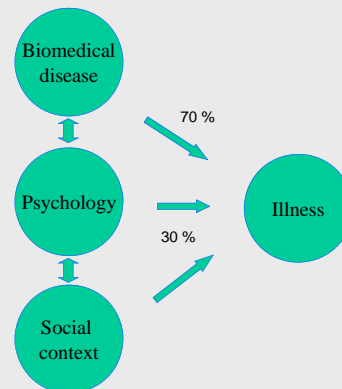 Biomedical
disease
70 %
Psychology
Illness
30 %
Social
context